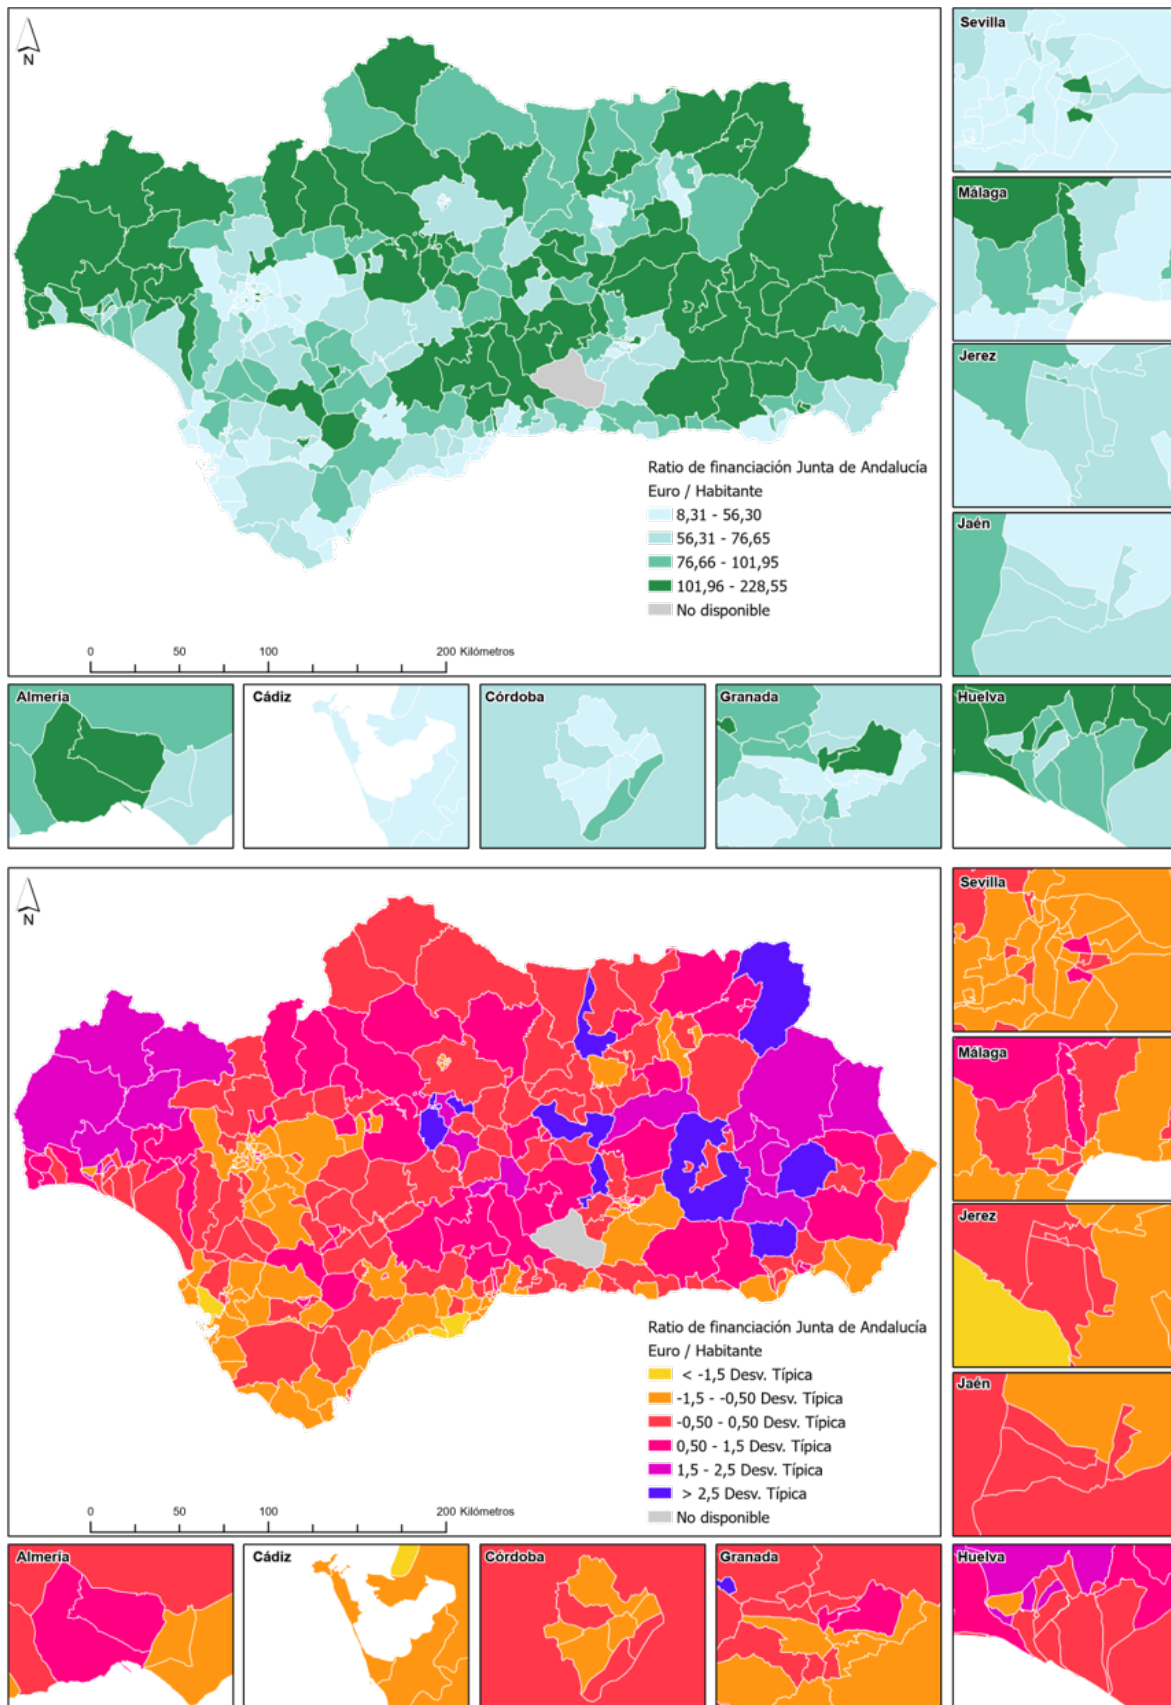 N
Sevilla
Málaga
Jerez
Jaén
Ratio de financiación Junta de Andalucía
Euro / Habitante
8,31 - 56,30
56,31 - 76,65
76,66 - 101,95
101,96 - 228,55
No disponible
0 50 100 200 Kilómetros
Almería
Cádiz
Córdoba
Granada
Huelva
N
Sevilla
Málaga
Jerez
Jaén
Ratio de financiación Junta de Andalucía
Euro / Habitante
< -1,5 Desv. Típica
-1,5 - -0,50 Desv. Típica
-0,50 - 0,50 Desv. Típica
0,50 - 1,5 Desv. Típica
1,5 - 2,5 Desv. Típica
> 2,5 Desv. Típica
No disponible
0 50 100 200 Kilómetros
Almería
Cádiz
Córdoba
Granada
Huelva